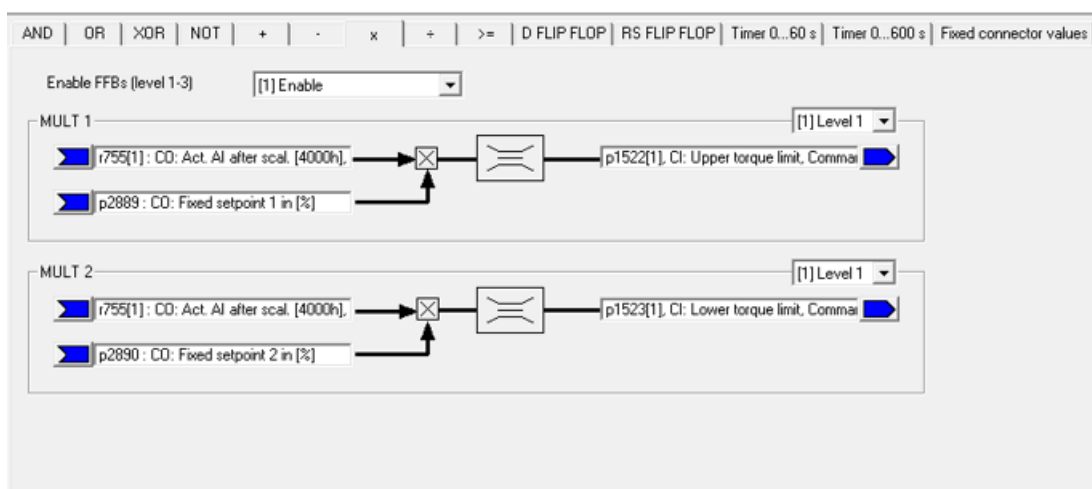 AND | OR | XOR | NOT | + | - | x | ÷ | >= | D FLIP FLOP | RS FLIP FLOP | Timer 0...60 s | Timer 0...600 s | Fixed connector values
Enable FFBs (level 1-3) [1] Enable
MULT 1 [1] Level 1
r755[1] : CO: Act. AI after scal. [4000h], p1522[1], CI: Upper torque limit,
p2889 : CO: Fixed setpoint 1 in [%]
MULT 2 [1] Level 1
r755[1] : CO: Act. AI after scal. [4000h], p1523[1], CI: Lower torque limit,
p2890 : CO: Fixed setpoint 2 in [%]